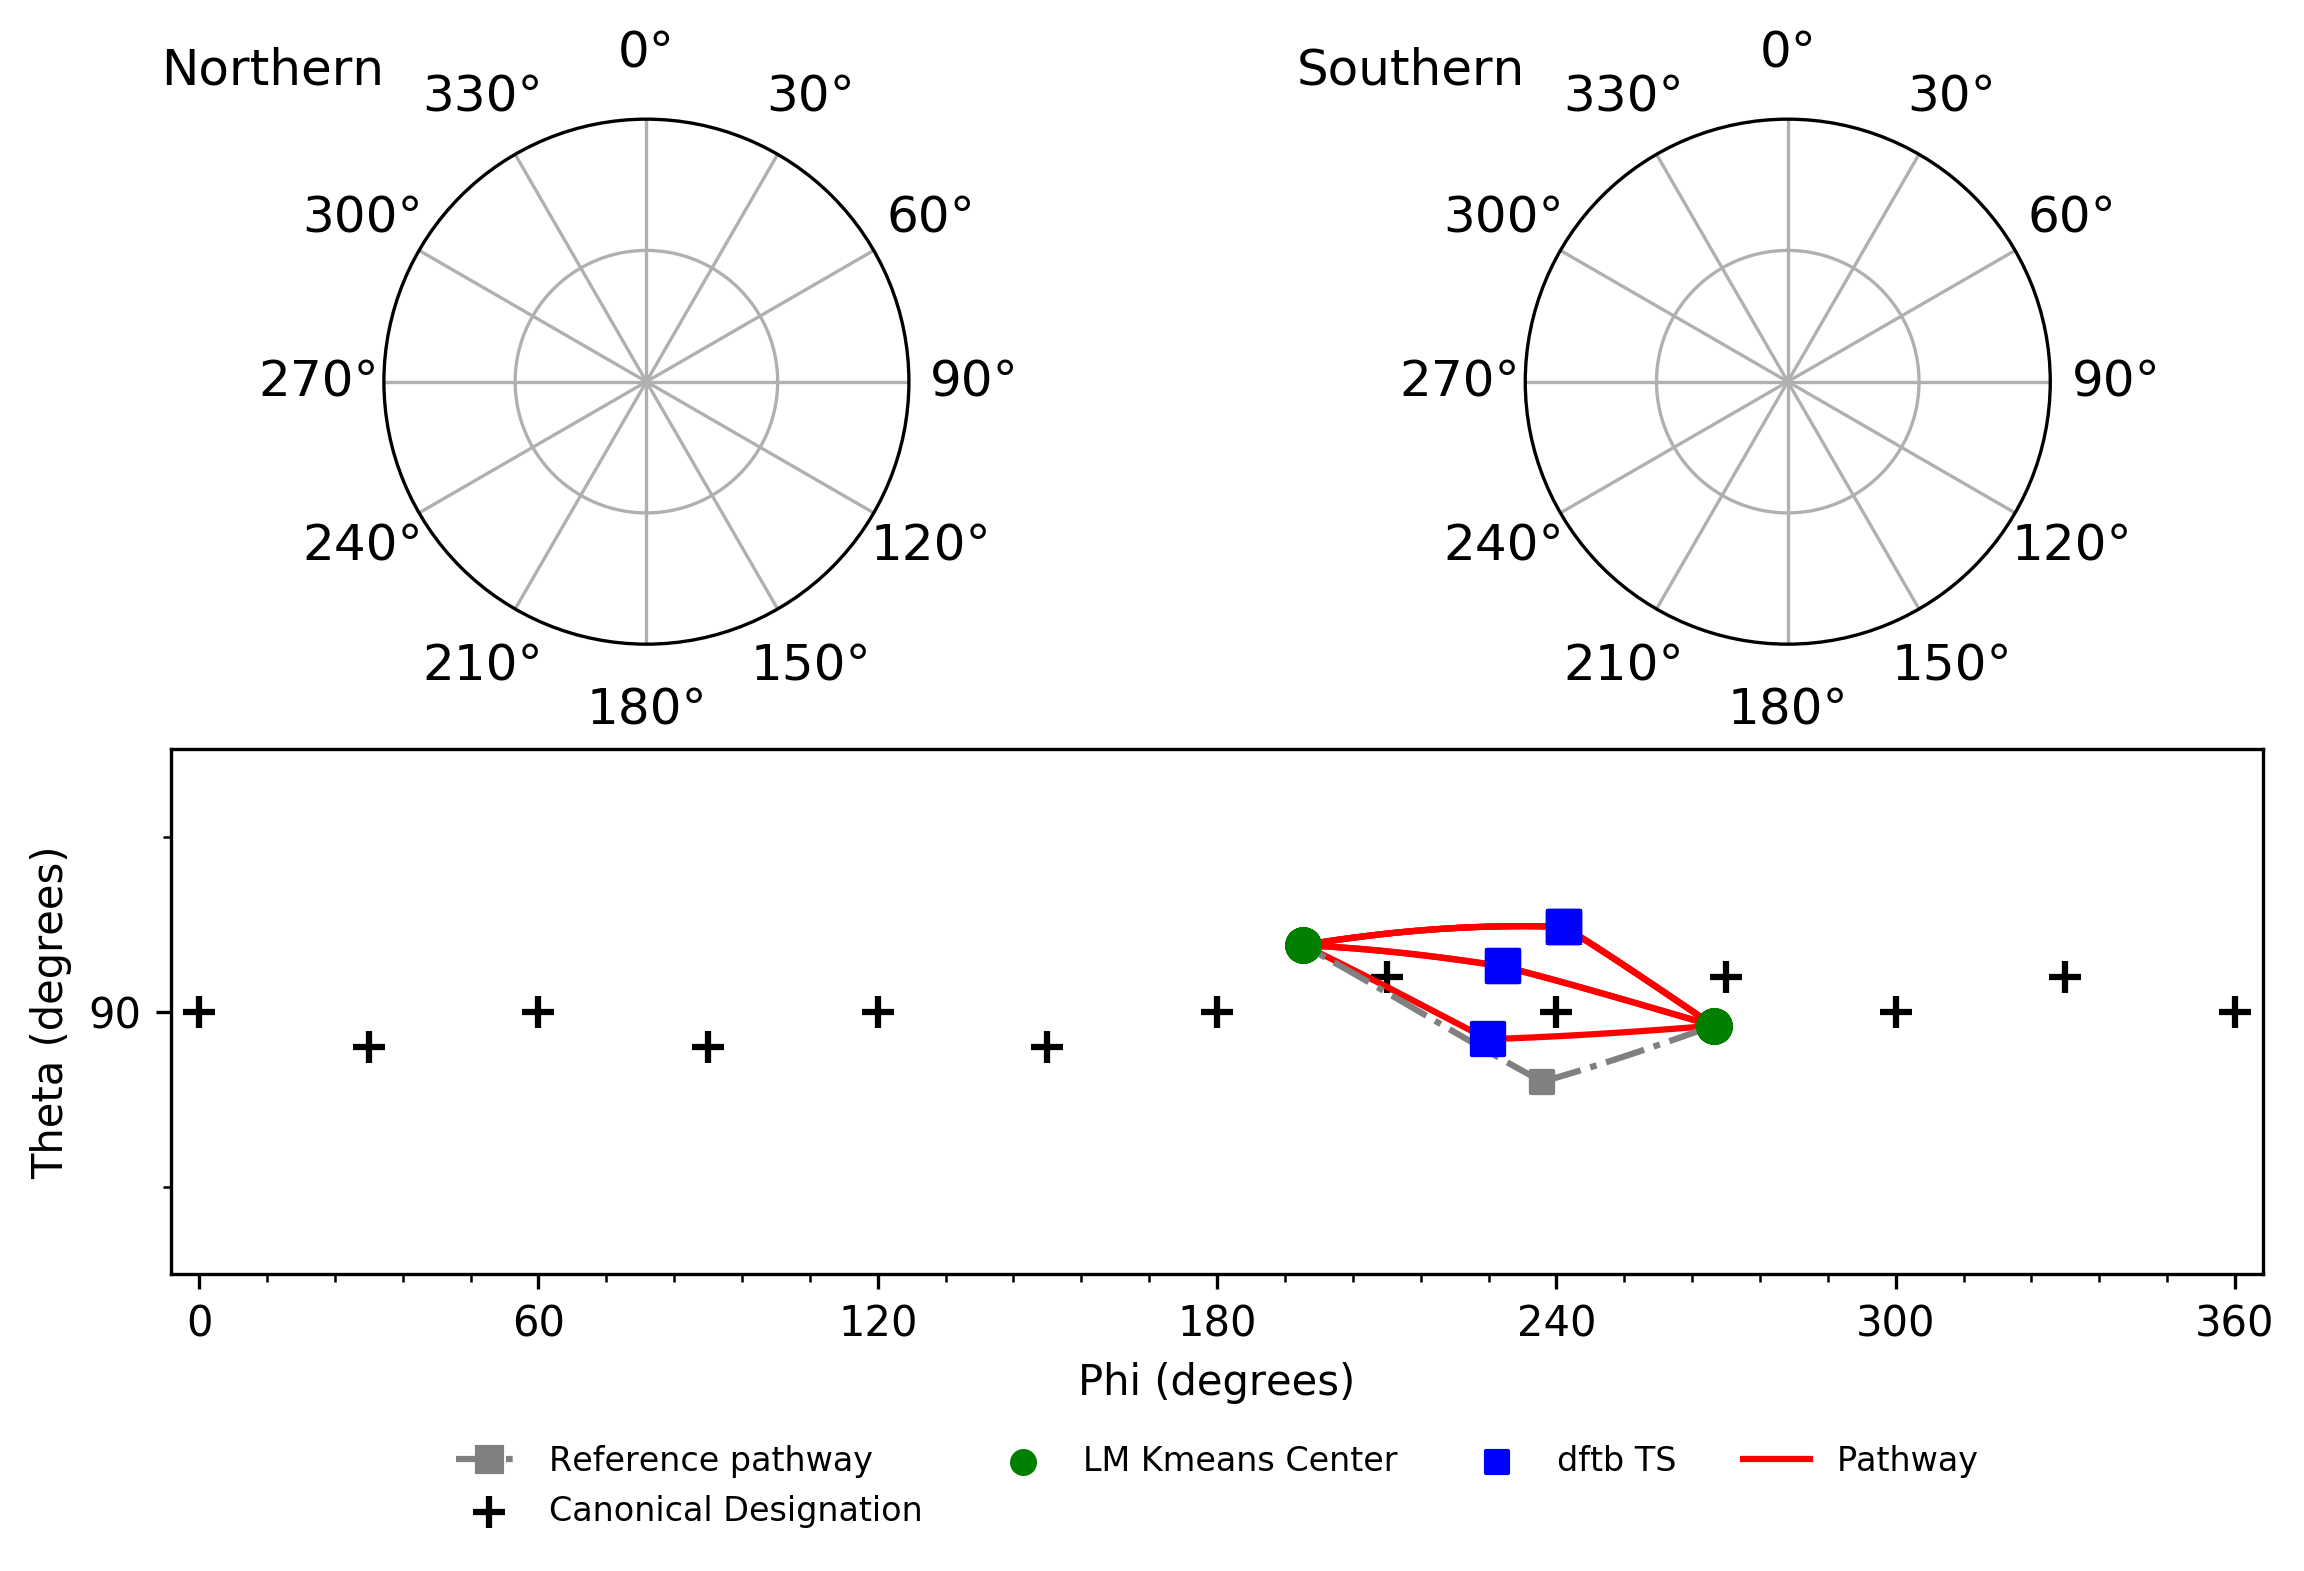 Northern
0°
330°
30°
300°
60°
270°
90°
240°
120°
210°
150°
180°
Southern
0°
330°
30°
300°
60°
270°
90°
240°
120°
210°
150°
180°
Theta (degrees)
90
0 60 120 180 240 300 360
Phi (degrees)
Reference pathway
Canonical Designation
LM Kmeans Center
dftb TS
Pathway